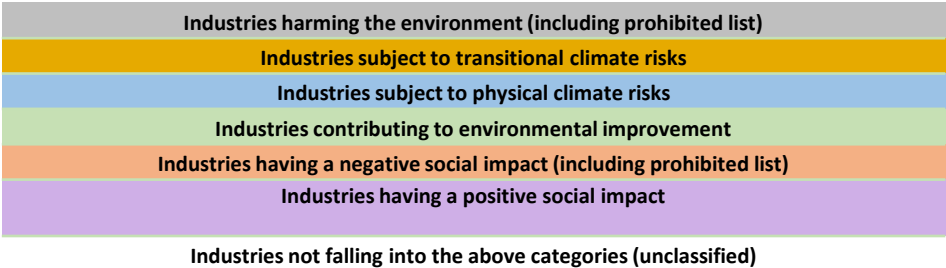 Industries harming the environment (including prohibited list)
Industries subject to transitional climate risks
Industries subject to physical climate risks
Industries contributing to environmental improvement
Industries having a negative social impact (including prohibited list)
Industries having a positive social impact
Industries not falling into the above categories (unclassified)